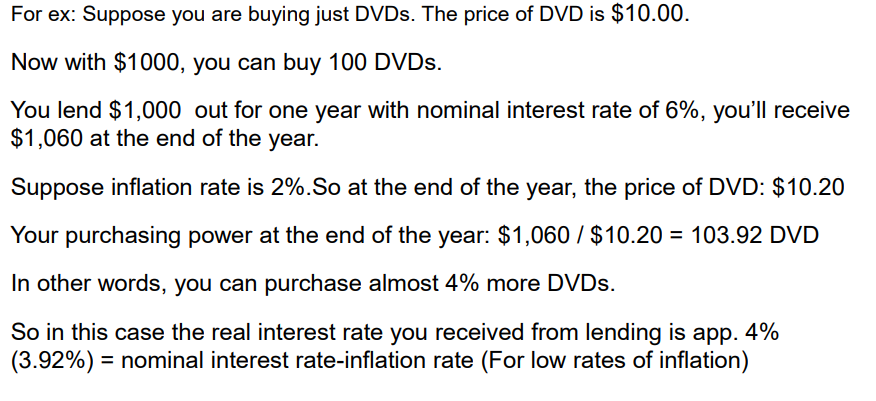 For ex: Suppose you are buying just DVDs. The price of DVD is $10.00.
Now with $1000, you can buy 100 DVDs.
You lend $1,000  out for one year with nominal interest rate of 6%, you’ll receive
$1,060 at the end of the year.
Suppose inflation rate is 2%.So at the end of the year, the price of DVD: $10.20
Your purchasing power at the end of the year: $1,060 / $10.20 = 103.92 DVD
In other words, you can purchase almost 4% more DVDs.
So in this case the real interest rate you received from lending is app. 4%
(3.92%) = nominal interest rate-inflation rate (For low rates of inflation)